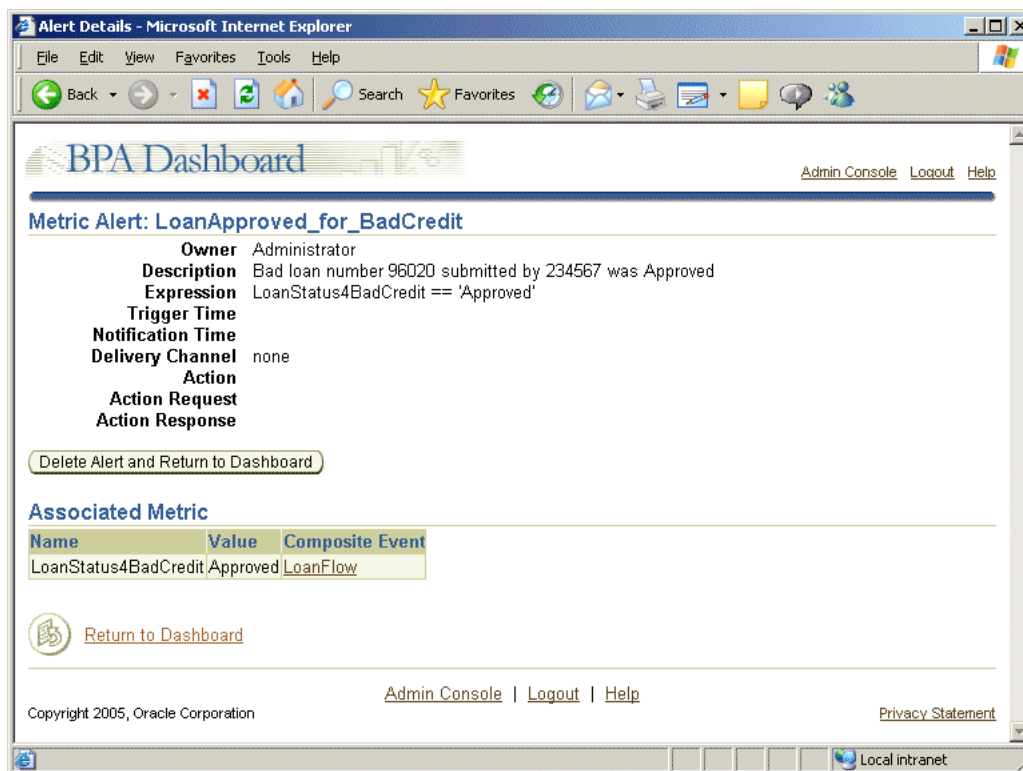 Alert Details - Microsoft Internet Explorer
File Edit View Favorites Tools Help
Back Search Favorites
BPA Dashboard
Admin Console Logout Help
Metric Alert: LoanApproved_for_BadCredit
Owner Administrator
Description Bad loan number 96020 submitted by 234567 was Approved
Expression LoanStatus4BadCredit == 'Approved'
Trigger Time
Notification Time
Delivery Channel none
Action
Action Request
Action Response
Delete Alert and Return to Dashboard
Associated Metric
Name Value Composite Event
LoanStatus4BadCredit Approved LoanFlow
Return to Dashboard
Admin Console | Logout | Help
Copyright 2005, Oracle Corporation Privacy Statement
Local intranet